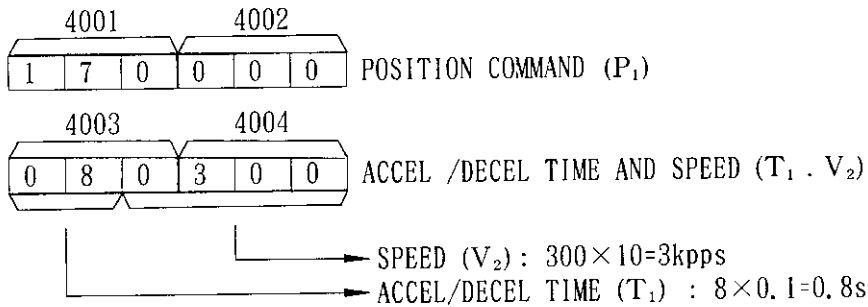 4001 4002
1 7 0 0 0 0 POSITION COMMAND (P₁)
4003 4004
0 8 0 3 0 0 ACCEL /DECEL TIME AND SPEED (T₁ . V₂)
SPEED (V₂) : 300×10=3kpps
ACCEL/DECEL TIME (T₁) : 8×0.1=0.8s